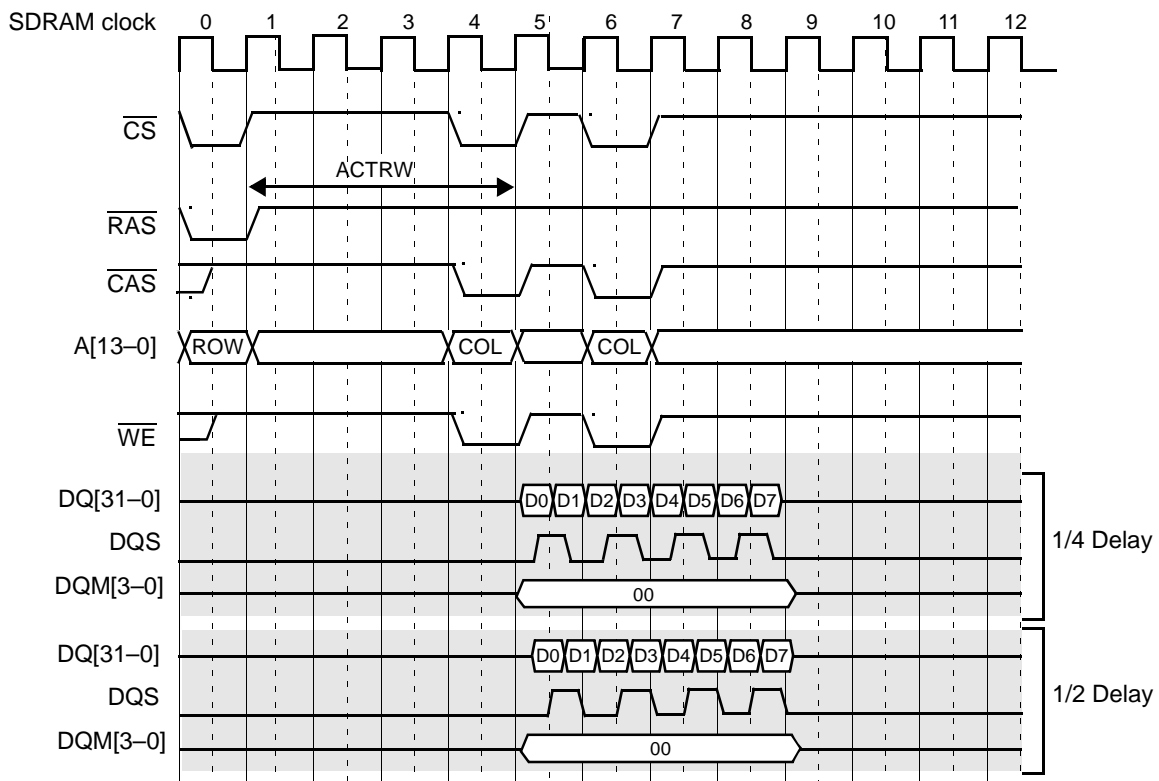 SDRAM clock 0 1 2 3 4 5 6 7 8 9 10 11 12
CS
ACTRW
RAS
CAS
A[13–0] ROW COL COL
WE
DQ[31–0] D0 D1 D2 D3 D4 D5 D6 D7
DQS
1/4 Delay
DQM[3–0] 00
DQ[31–0] D0 D1 D2 D3 D4 D5 D6 D7
DQS
1/2 Delay
DQM[3–0] 00